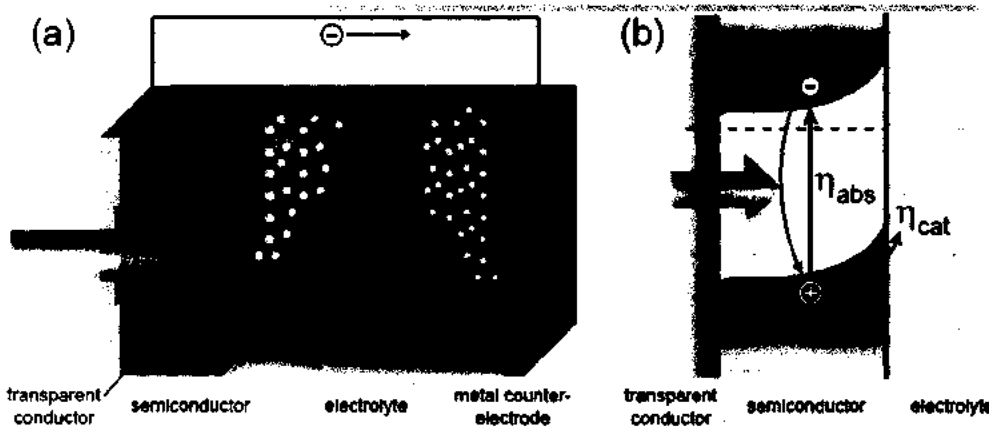 (a)
(b)
−
−
η_abs
η_cat
+
transparent conductor
semiconductor
electrolyte
metal counter-
electrode
transparent
conductor
semiconductor
electrolyte